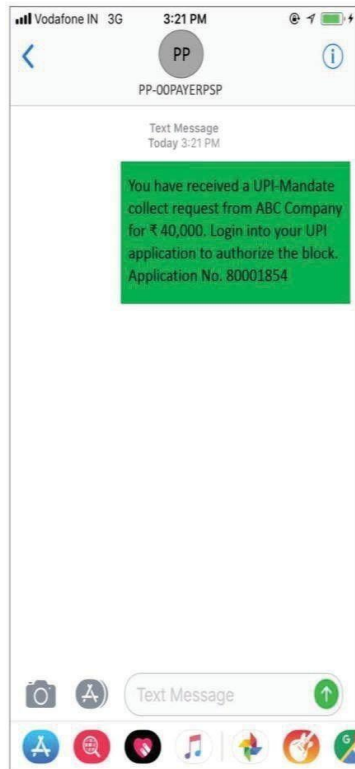 Vodafone IN 3G 3:21 PM
PP
PP-OOPAYERPSP
Text Message
Today 3:21 PM
You have received a UPI-Mandate
collect request from ABC Company
for ₹ 40,000. Login into your UPI
application to authorize the block.
Application No. 80001854
Text Message